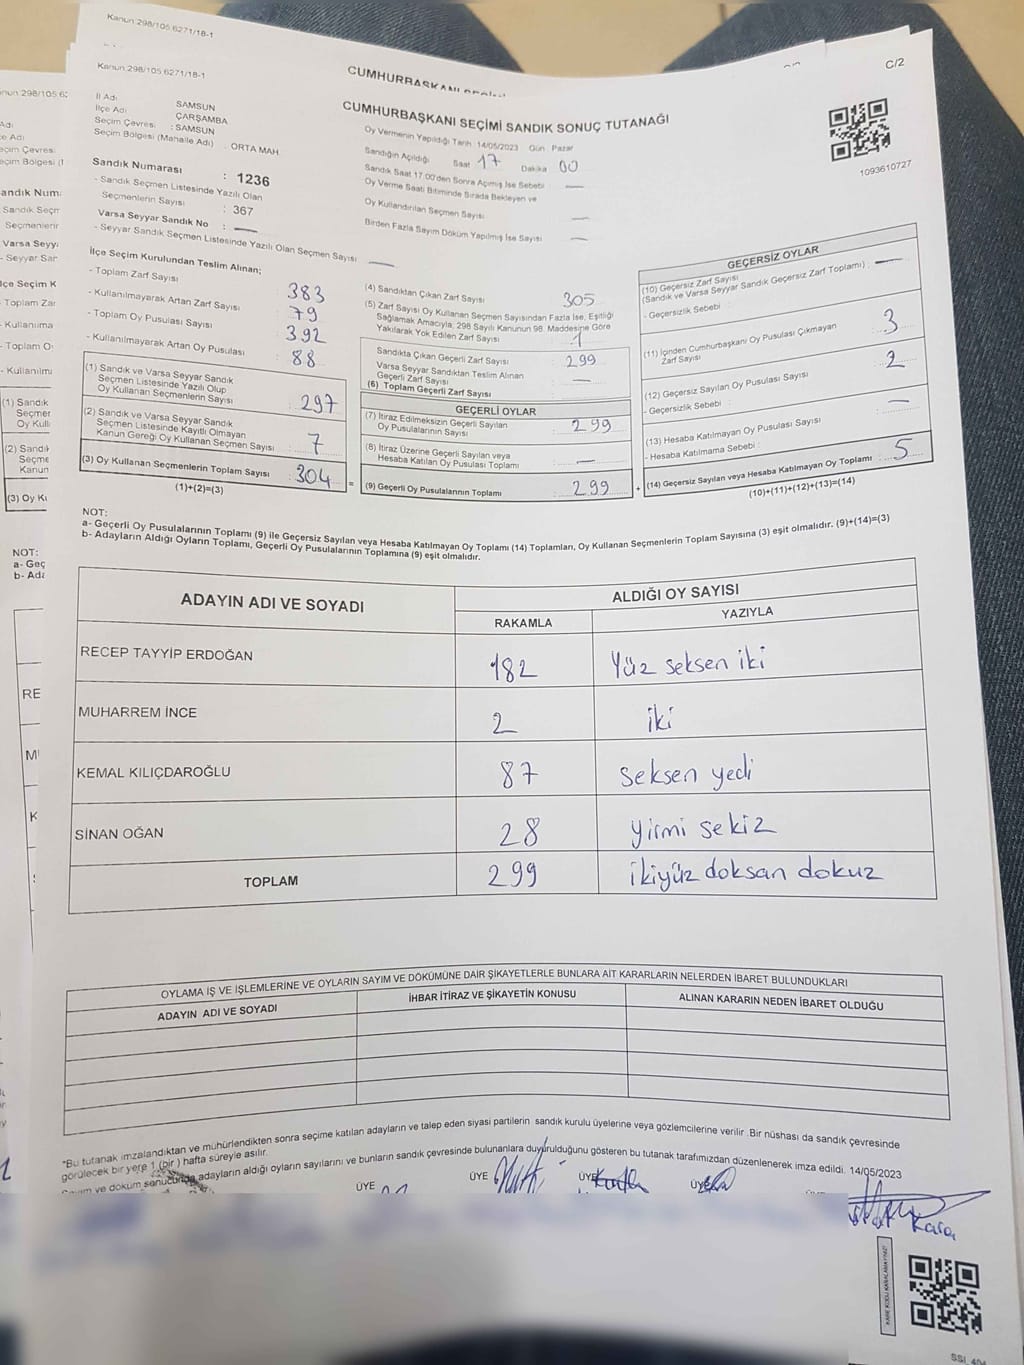 Kanun 298/105.6271/18-1
Kanun 298/105.6271/18-1
C/2
CUMHURBAŞKANI SEÇİMİ SANDIK SONUÇ TUTANAĞI
1093610727
İl Adı SAMSUN
İlçe Adı ÇARŞAMBA
Seçim Çevresi : SAMSUN
Seçim Bölgesi (Mahalle Adı) : ORTA MAH.
Oy Vermenin Yapıldığı Tarih 14/05/2023 Gün Pazar
Sandığın Açıldığı Saat 17 Dakika 00
Sandık Saat 17.00'den Sonra Açılmış İse Sebebi —
Oy Verme Saati Bitiminde Sırada Bekleyen ve
Oy Kullandırılan Seçmen Sayısı —
Birden Fazla Sayım Döküm Yapılmış İse Sayısı —
Sandık Numarası : 1236
- Sandık Seçmen Listesinde Yazılı Olan
Seçmenlerin Sayısı : 367
Varsa Seyyar Sandık No : —
- Seyyar Sandık Seçmen Listesinde Yazılı Olan Seçmen Sayısı —
İlçe Seçim Kurulundan Teslim Alınan;
- Toplam Zarf Sayısı 383
- Kullanılmayarak Artan Zarf Sayısı 79
- Toplam Oy Pusulası Sayısı 392
- Kullanılmayarak Artan Oy Pusulası 88
(1) Sandık ve Varsa Seyyar Sandık
Seçmen Listesinde Yazılı Olup
Oy Kullanan Seçmenlerin Sayısı : 297
(2) Sandık ve Varsa Seyyar Sandık
Seçmen Listesinde Kayıtlı Olmayan
Kanun Gereği Oy Kullanan Seçmen Sayısı : 7
(3) Oy Kullanan Seçmenlerin Toplam Sayısı : 304 =
(1)+(2)=(3)
(4) Sandıktan Çıkan Zarf Sayısı 305
(5) Zarf Sayısı Oy Kullanan Seçmen Sayısından Fazla İse, Eşitliği
Sağlamak Amacıyla; 298 Sayılı Kanunun 98. Maddesine Göre
Yakılarak Yok Edilen Zarf Sayısı 1
Sandıkta Çıkan Geçerli Zarf Sayısı 299
Varsa Seyyar Sandıktan Teslim Alınan
Geçerli Zarf Sayısı —
(6) Toplam Geçerli Zarf Sayısı
GEÇERLİ OYLAR
(7) İtiraz Edilmeksizin Geçerli Sayılan
Oy Pusulalarının Sayısı : 299
(8) İtiraz Üzerine Geçerli Sayılan veya
Hesaba Katılan Oy Pusulası Toplamı : —
(9) Geçerli Oy Pusulalarının Toplamı : 299 +
GEÇERSİZ OYLAR
(10) Geçersiz Zarf Sayısı
(Sandık ve Varsa Seyyar Sandık Geçersiz Zarf Toplamı) : —
- Geçersizlik Sebebi :
(11) İçinden Cumhurbaşkanı Oy Pusulası Çıkmayan
Zarf Sayısı : 3
(12) Geçersiz Sayılan Oy Pusulası Sayısı : 2
- Geçersizlik Sebebi :
(13) Hesaba Katılmayan Oy Pusulası Sayısı : —
- Hesaba Katılmama Sebebi :
(14) Geçersiz Sayılan veya Hesaba Katılmayan Oy Toplamı : 5
(10)+(11)+(12)+(13)=(14)
NOT:
a- Geçerli Oy Pusulalarının Toplamı (9) ile Geçersiz Sayılan veya Hesaba Katılmayan Oy Toplamı (14) Toplamları, Oy Kullanan Seçmenlerin Toplam Sayısına (3) eşit olmalıdır. (9)+(14)=(3)
b- Adayların Aldığı Oyların Toplamı, Geçerli Oy Pusulalarının Toplamına (9) eşit olmalıdır.
ADAYIN ADI VE SOYADI ALDIĞI OY SAYISI
RAKAMLA YAZIYLA
RECEP TAYYİP ERDOĞAN 182 Yüz seksen iki
MUHARREM İNCE 2 iki
KEMAL KILIÇDAROĞLU 87 seksen yedi
SİNAN OĞAN 28 yirmi sekiz
TOPLAM 299 ikiyüz doksan dokuz
OYLAMA İŞ VE İŞLEMLERİNE VE OYLARIN SAYIM VE DÖKÜMÜNE DAİR ŞİKAYETLERLE BUNLARA AİT KARARLARIN NELERDEN İBARET BULUNDUKLARI
ADAYIN ADI VE SOYADI İHBAR İTİRAZ VE ŞİKAYETİN KONUSU ALINAN KARARIN NEDEN İBARET OLDUĞU
*Bu tutanak imzalandıktan ve mühürlendikten sonra seçime katılan adayların ve talep eden siyasi partilerin sandık kurulu üyelerine veya gözlemcilerine verilir. Bir nüshası da sandık çevresinde
görülecek bir yere 1 (bir) hafta süreyle asılır.
Sayım ve döküm sonucunda adayların aldığı oyların sayılarını ve bunların sandık çevresinde bulunanlara duyurulduğunu gösteren bu tutanak tarafımızdan düzenlenerek imza edildi. 14/05/2023
ÜYE ÜYE ÜYE ÜYE
Kara